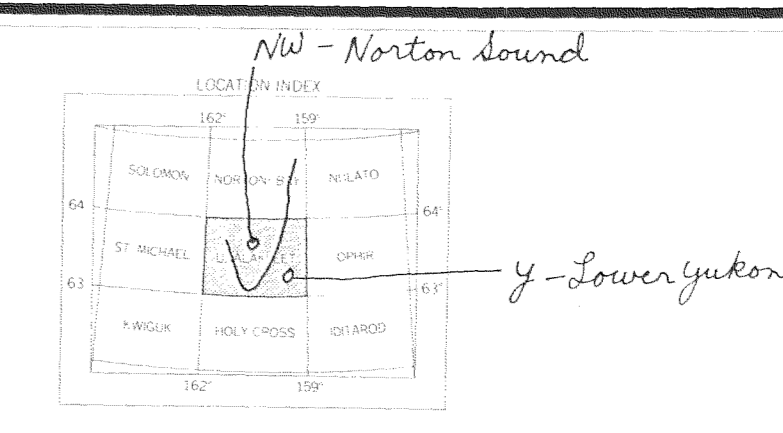 NW - Norton Sound
LOCATION INDEX
162° 159°
SOLOMON NORTON BAY NULATO
64 64°
ST. MICHAEL UNALAKLEET OPHIR
Y - Lower Yukon
63 63°
KWIGUK HOLY CROSS IDITAROD
162° 159°